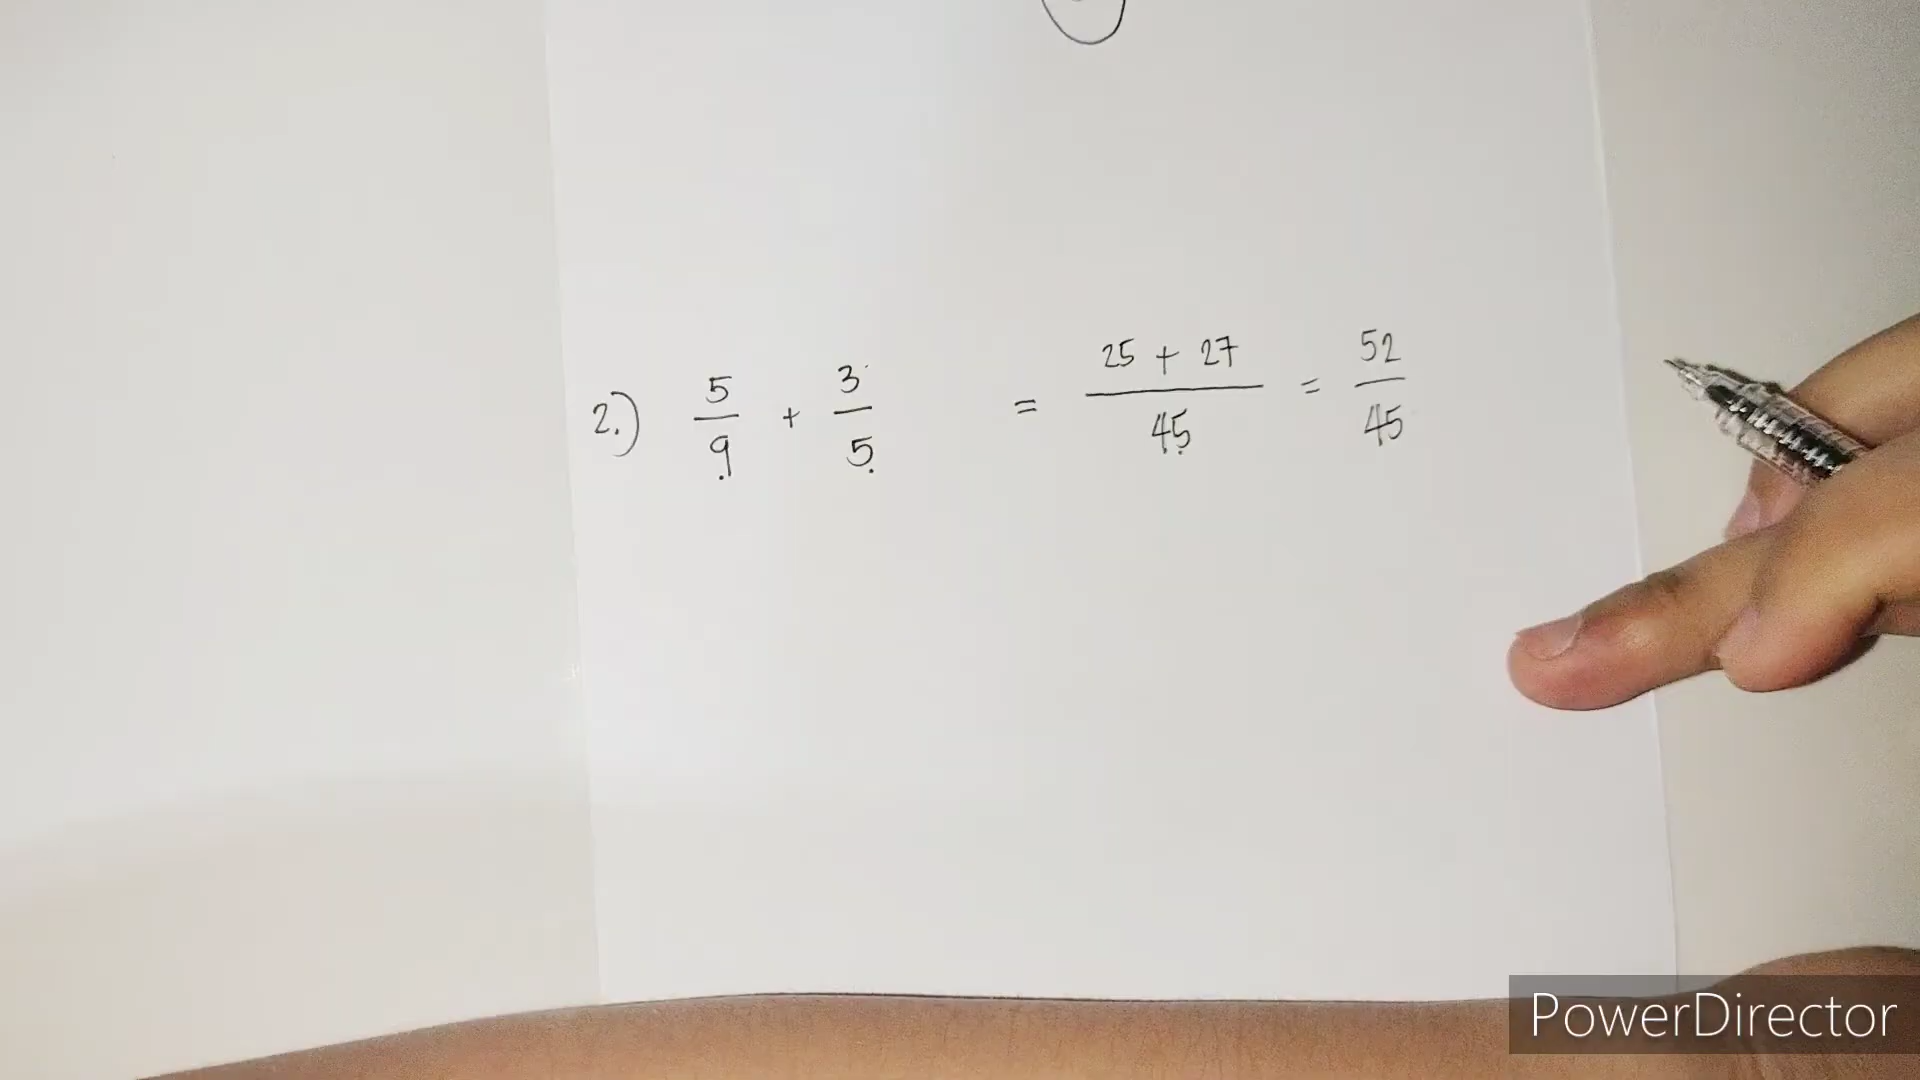 2.) 5/9 + 3/5 = 25 + 27/45 = 52/45
PowerDirector